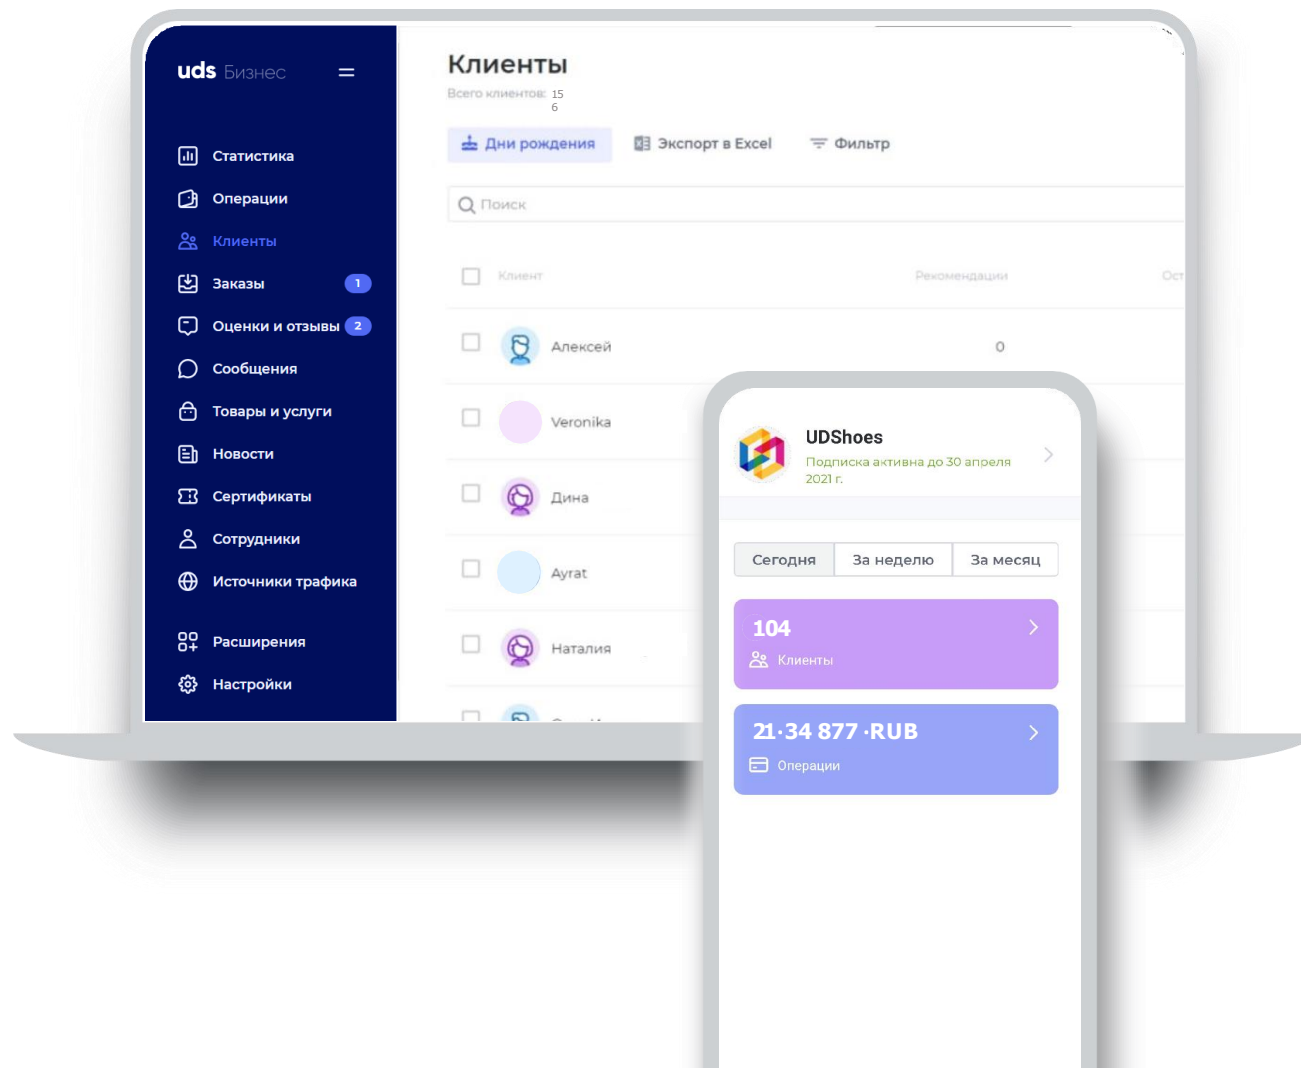 uds Бизнес
Статистика
Операции
Клиенты
Заказы 1
Оценки и отзывы 2
Сообщения
Товары и услуги
Новости
Сертификаты
Сотрудники
Источники трафика
Расширения
Настройки
Клиенты
Всего клиентов: 15
6
Дни рождения Экспорт в Excel Фильтр
Поиск
Клиент Рекомендации Ост
Алексей 0
Veronika
Дина
Ayrat
Наталия
UDShoes
Подписка активна до 30 апреля
2021 г.
Сегодня За неделю За месяц
104
Клиенты
21·34 877 ·RUB
Операции